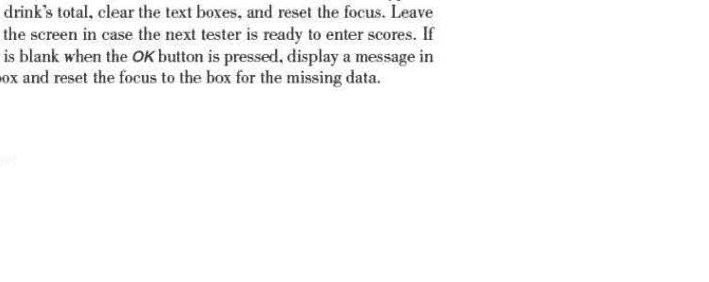 drink's total, clear the text boxes, and reset the focus. Leave
the screen in case the next tester is ready to enter scores. If
is blank when the OK button is pressed, display a message in
ox and reset the focus to the box for the missing data.